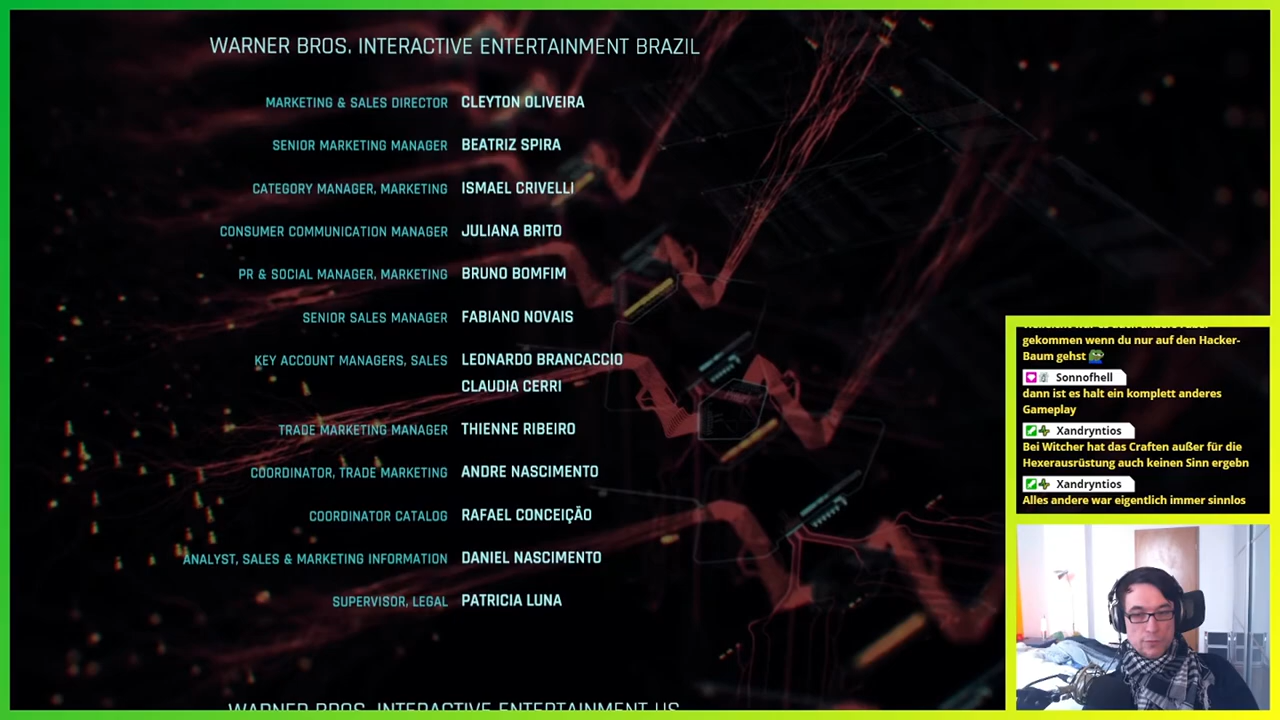 WARNER BROS. INTERACTIVE ENTERTAINMENT BRAZIL
MARKETING & SALES DIRECTOR CLEYTON OLIVEIRA
SENIOR MARKETING MANAGER BEATRIZ SPIRA
CATEGORY MANAGER, MARKETING ISMAEL CRIVELLI
CONSUMER COMMUNICATION MANAGER JULIANA BRITO
PR & SOCIAL MANAGER, MARKETING BRUNO BOMFIM
SENIOR SALES MANAGER FABIANO NOVAIS
KEY ACCOUNT MANAGERS, SALES LEONARDO BRANCACCIO
CLAUDIA CERRI
TRADE MARKETING MANAGER THIENNE RIBEIRO
COORDINATOR, TRADE MARKETING ANDRE NASCIMENTO
COORDINATOR CATALOG RAFAEL CONCEIÇÃO
ANALYST, SALES & MARKETING INFORMATION DANIEL NASCIMENTO
SUPERVISOR, LEGAL PATRICIA LUNA
WARNER BROS. INTERACTIVE ENTERTAINMENT US
gekommen wenn du nur auf den Hacker-
Baum gehst
Sonnofhell
dann ist es halt ein komplett anderes
Gameplay
Xandryntios
Bei Witcher hat das Craften außer für die
Hexerausrüstung auch keinen Sinn ergebn
Xandryntios
Alles andere war eigentlich immer sinnlos